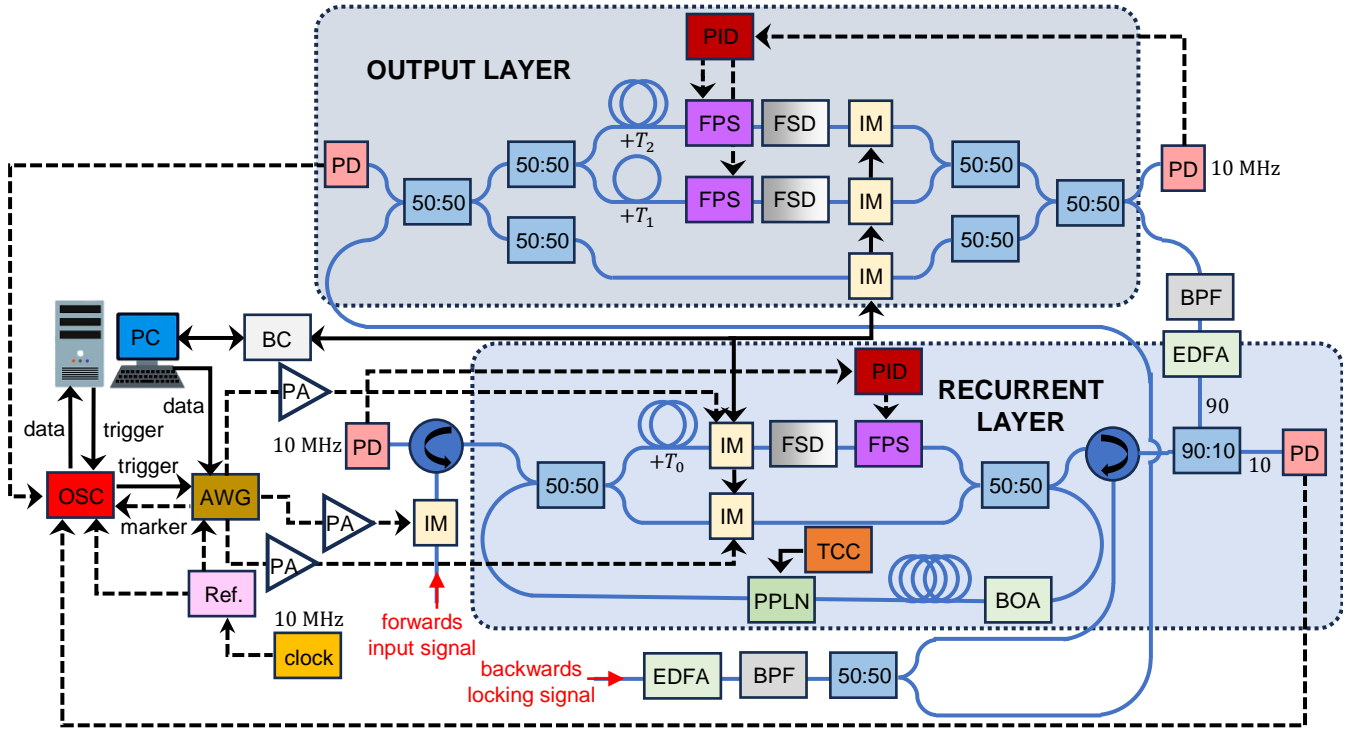 PID
OUTPUT LAYER
FPS
FSD
IM
+T₂
PD
50:50
50:50
PD
10 MHz
50:50
FPS
FSD
IM
50:50
+T₁
50:50
50:50
IM
BPF
PC
BC
EDFA
PID
RECURRENT
LAYER
PA
90
data
data
trigger
10 MHz
PD
+T₀
IM
FSD
FPS
90:10
10
PD
trigger
50:50
50:50
OSC
AWG
marker
PA
IM
IM
PA
TCC
Ref.
PPLN
BOA
10 MHz
forwards
input signal
clock
backwards
locking signal
EDFA
BPF
50:50